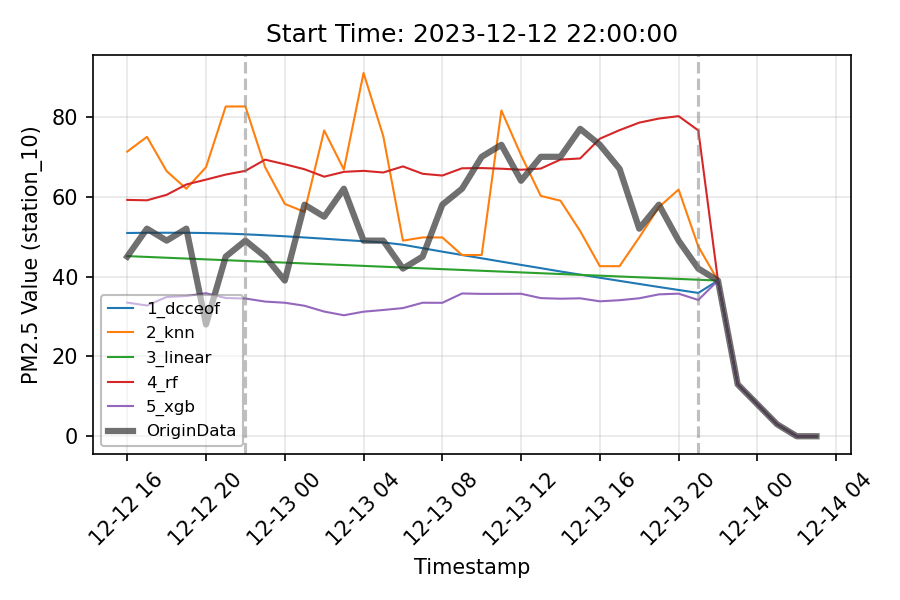 Start Time: 2023-12-12 22:00:00
PM2.5 Value (station_10)
80
60
40
20
0
1_dcceof
2_knn
3_linear
4_rf
5_xgb
OriginData
12-12 16
12-12 20
12-13 00
12-13 04
12-13 08
12-13 12
12-13 16
12-13 20
12-14 00
12-14 04
Timestamp